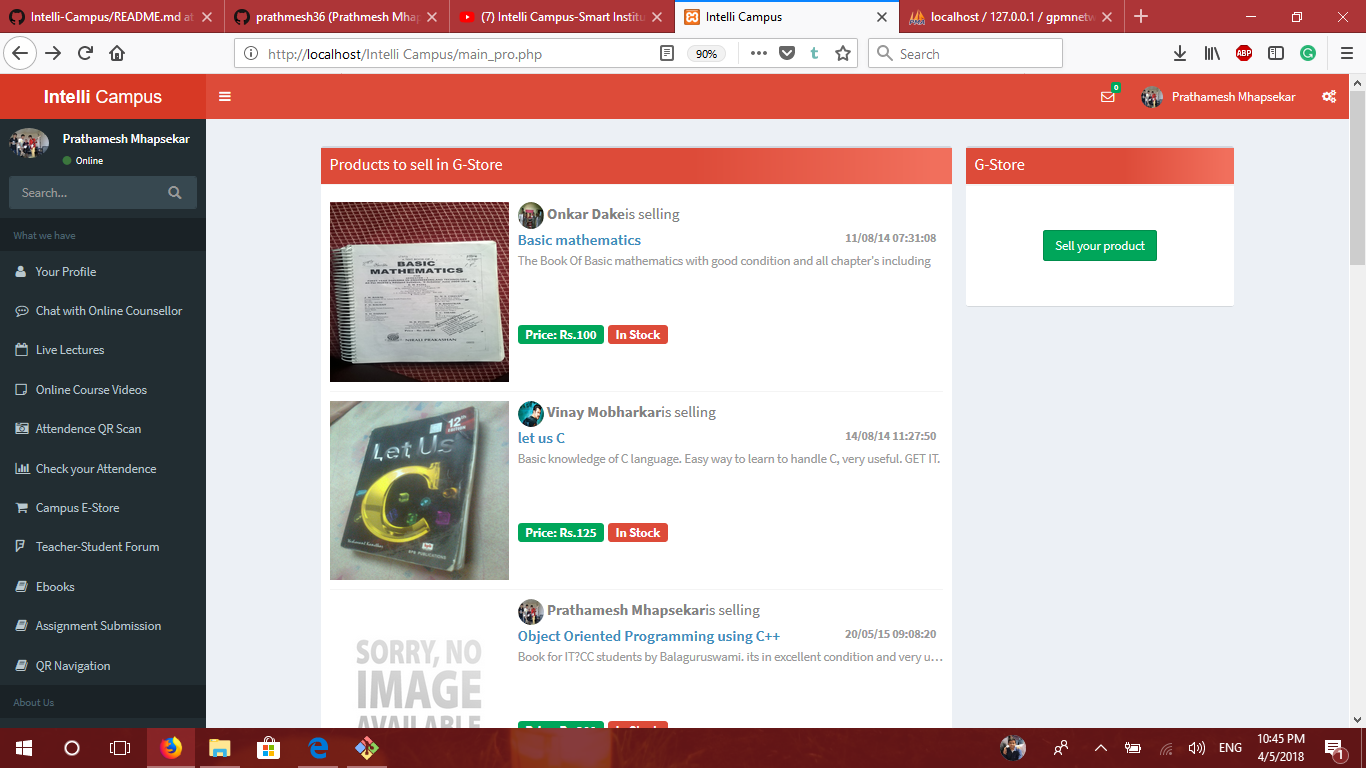 Intelli-Campus/README.md at
prathmesh36 (Prathmesh Mhap
(7) Intelli Campus-Smart Institu
Intelli Campus
localhost / 127.0.0.1 / gpmnetw
http://localhost/Intelli Campus/main_pro.php
90%
Search
ABP
Intelli Campus
0
Prathamesh Mhapsekar
Prathamesh Mhapsekar
Online
Search...
What we have
Your Profile
Chat with Online Counsellor
Live Lectures
Online Course Videos
Attendence QR Scan
Check your Attendence
Campus E-Store
Teacher-Student Forum
Ebooks
Assignment Submission
QR Navigation
About Us
Products to sell in G-Store
Onkar Dakeis selling
Basic mathematics
11/08/14 07:31:08
The Book Of Basic mathematics with good condition and all chapter's including
Price: Rs.100
In Stock
BASIC
MATHEMATICS
NIRALI PRAKASHAN
Vinay Mobharkaris selling
let us C
14/08/14 11:27:50
Basic knowledge of C language. Easy way to learn to handle C, very useful. GET IT.
Price: Rs.125
In Stock
12th
Let Us
C
BPB PUBLICATIONS
Prathamesh Mhapsekaris selling
Object Oriented Programming using C++
20/05/15 09:08:20
Book for IT?CC students by Balaguruswami. its in excellent condition and very u...
SORRY, NO
IMAGE
AVAILABLE
G-Store
Sell your product
ENG
10:45 PM
4/5/2018
1